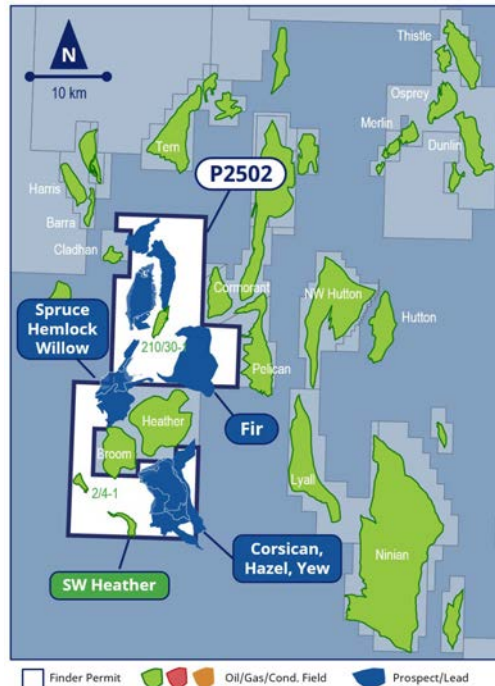 N
10 km
Thistle
Osprey
Merlin
Dunlin
Tern
P2502
Harris
Barra
Cladhan
Cormorant
NW Hutton
Hutton
Spruce
Hemlock
Willow
210/30-1
Pelican
Fir
Heather
Broom
2/4-1
Lyall
Ninian
SW Heather
Corsican,
Hazel, Yew
Finder Permit
Oil/Gas/Cond. Field
Prospect/Lead